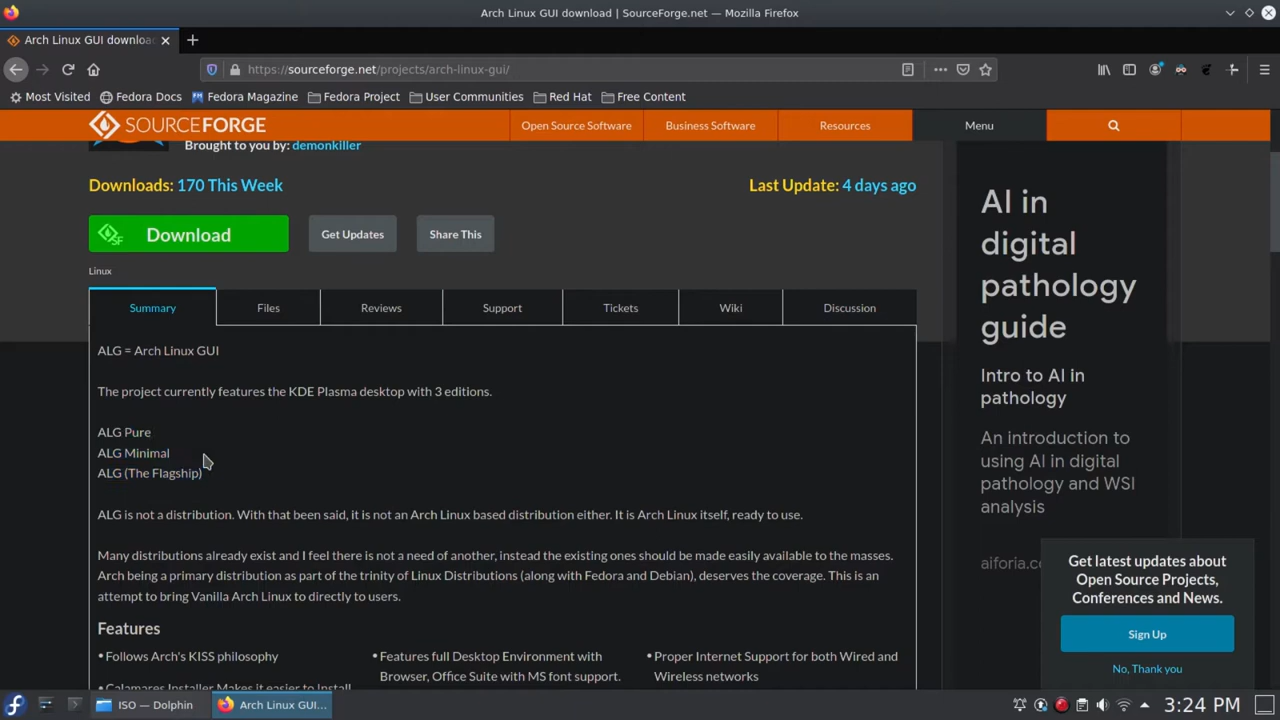 Arch Linux GUI download | SourceForge.net — Mozilla Firefox
Arch Linux GUI downloa
https://sourceforge.net/projects/arch-linux-gui/
Most Visited
Fedora Docs
Fedora Magazine
Fedora Project
User Communities
Red Hat
Free Content
SOURCEFORGE
Open Source Software
Business Software
Resources
Menu
Brought to you by: demonkiller
Downloads: 170 This Week
Last Update: 4 days ago
SF
Download
Get Updates
Share This
Linux
Summary
Files
Reviews
Support
Tickets
Wiki
Discussion
ALG = Arch Linux GUI
The project currently features the KDE Plasma desktop with 3 editions.
ALG Pure
ALG Minimal
ALG (The Flagship)
ALG is not a distribution. With that been said, it is not an Arch Linux based distribution either. It is Arch Linux itself, ready to use.
Many distributions already exist and I feel there is not a need of another, instead the existing ones should be made easily available to the masses.
Arch being a primary distribution as part of the trinity of Linux Distributions (along with Fedora and Debian), deserves the coverage. This is an
attempt to bring Vanilla Arch Linux to directly to users.
Features
• Follows Arch's KISS philosophy
• Calamares Installer Makes it easier to Install
• Features full Desktop Environment with
Browser, Office Suite with MS font support.
• Proper Internet Support for both Wired and
Wireless networks
AI in
digital
pathology
guide
Intro to AI in
pathology
An introduction to
using AI in digital
pathology and WSI
analysis
aiforia.co
Get latest updates about
Open Source Projects,
Conferences and News.
Sign Up
No, Thank you
ISO — Dolphin
Arch Linux GUI...
3:24 PM